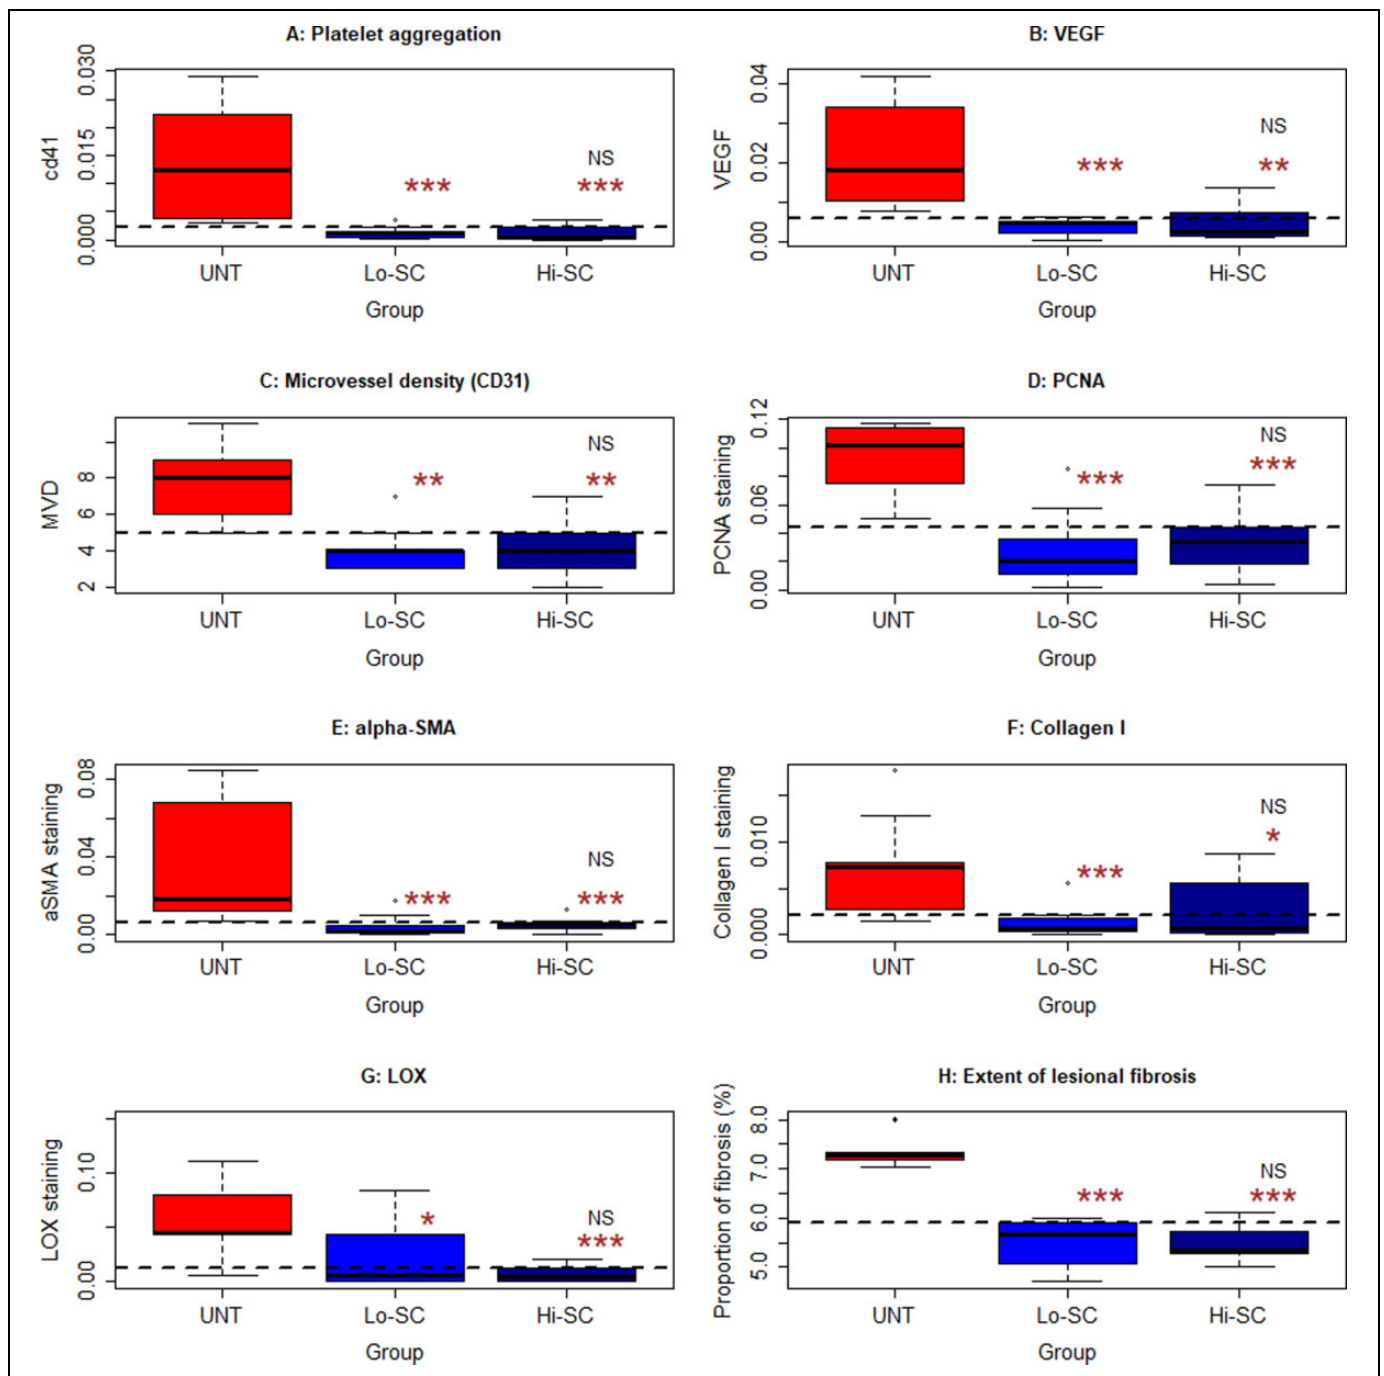 A: Platelet aggregation
cd41
0.030
0.015
0.000
NS
***
***
UNT
Lo-SC
Hi-SC
Group
B: VEGF
VEGF
0.04
0.02
0.00
NS
***
**
UNT
Lo-SC
Hi-SC
Group
C: Microvessel density (CD31)
MVD
8
6
4
2
NS
**
**
UNT
Lo-SC
Hi-SC
Group
D: PCNA
PCNA staining
0.12
0.06
0.00
NS
***
***
UNT
Lo-SC
Hi-SC
Group
E: alpha-SMA
aSMA staining
0.08
0.04
0.00
NS
***
***
UNT
Lo-SC
Hi-SC
Group
F: Collagen I
Collagen I staining
0.010
0.000
NS
***
*
UNT
Lo-SC
Hi-SC
Group
G: LOX
LOX staining
0.10
0.00
NS
*
***
UNT
Lo-SC
Hi-SC
Group
H: Extent of lesional fibrosis
Proportion of fibrosis (%)
8.0
7.0
6.0
5.0
NS
***
***
UNT
Lo-SC
Hi-SC
Group